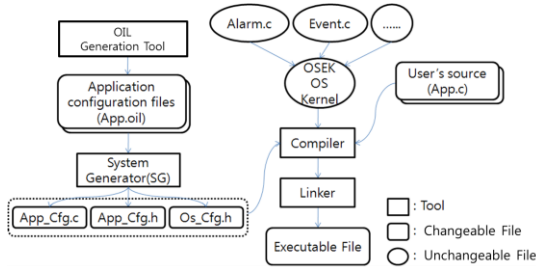 OIL
Generation Tool
Application
configuration files
(App.oil)
System
Generator(SG)
App_Cfg.c
App_Cfg.h
Os_Cfg.h
Alarm.c
Event.c
......
OSEK
OS
Kernel
User's source
(App.c)
Compiler
Linker
Executable File
: Tool
: Changeable File
: Unchangeable File